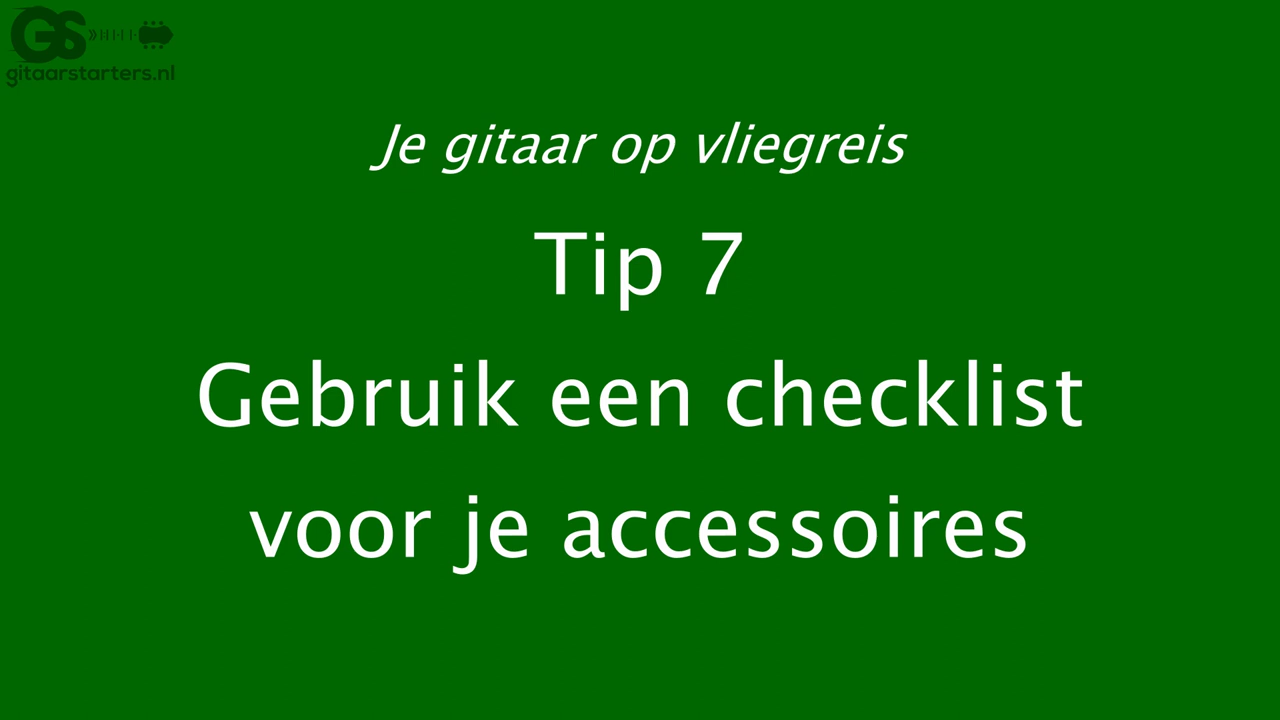 GS
gitaarstarters.nl
Je gitaar op vliegreis
Tip 7
Gebruik een checklist
voor je accessoires